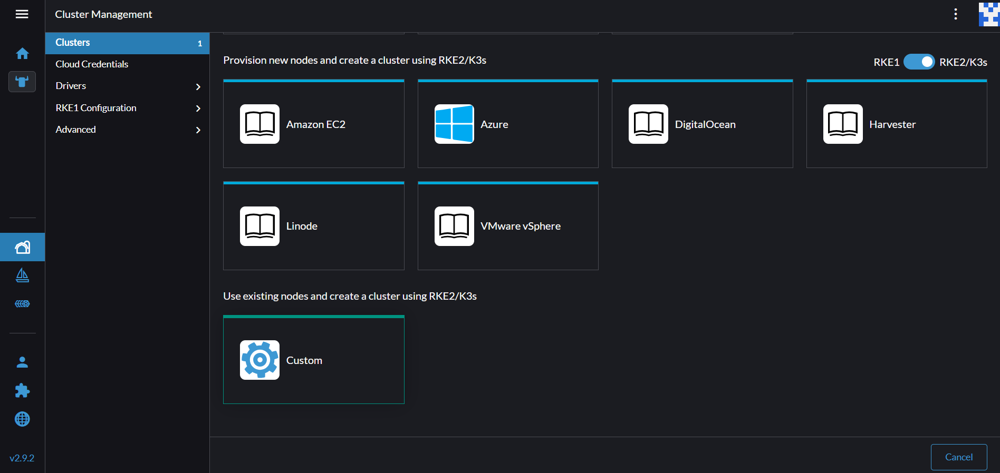 Cluster Management
Clusters 1
Cloud Credentials
Drivers
RKE1 Configuration
Advanced
Provision new nodes and create a cluster using RKE2/K3s
RKE1 RKE2/K3s
Amazon EC2
Azure
DigitalOcean
Harvester
Linode
VMware vSphere
Use existing nodes and create a cluster using RKE2/K3s
Custom
v2.9.2
Cancel